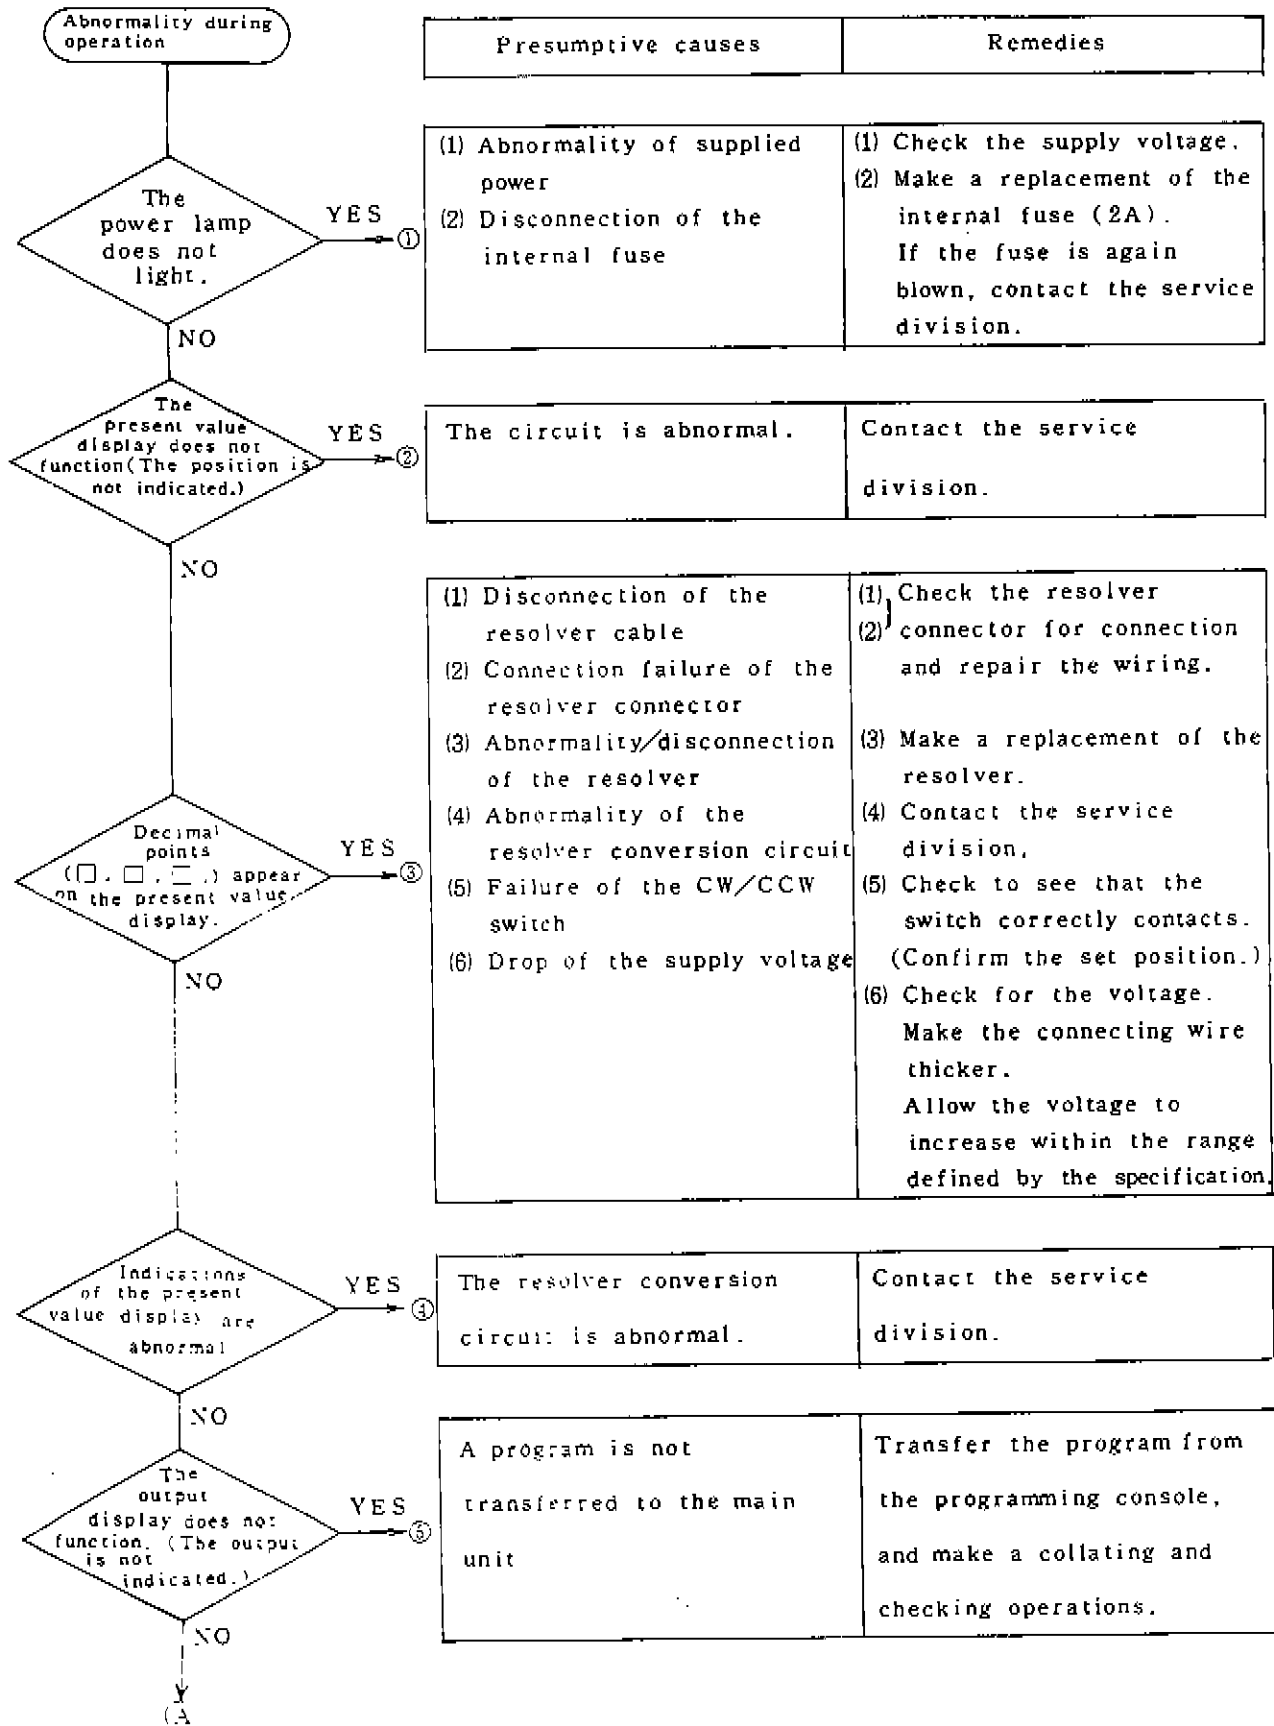 Abnormality during
operation
Presumptive causes
Remedies
The
power lamp
does not
light.
YES
①
NO
(1) Abnormality of supplied
power
(2) Disconnection of the
internal fuse
(1) Check the supply voltage.
(2) Make a replacement of the
internal fuse (2A).
If the fuse is again
blown, contact the service
division.
The
present value
display does not
function(The position is
not indicated.)
YES
②
NO
The circuit is abnormal.
Contact the service
division.
Decimal
points
(□. □. □.) appear
on the present value
display.
YES
③
NO
(1) Disconnection of the
resolver cable
(2) Connection failure of the
resolver connector
(3) Abnormality/disconnection
of the resolver
(4) Abnormality of the
resolver conversion circuit
(5) Failure of the CW/CCW
switch
(6) Drop of the supply voltage
(1) Check the resolver
(2) connector for connection
and repair the wiring.
(3) Make a replacement of the
resolver.
(4) Contact the service
division.
(5) Check to see that the
switch correctly contacts.
(Confirm the set position.)
(6) Check for the voltage.
Make the connecting wire
thicker.
Allow the voltage to
increase within the range
defined by the specification.
Indications
of the present
value display are
abnormal
YES
④
NO
The resolver conversion
circuit is abnormal.
Contact the service
division.
The
output
display does not
function. (The output
is not
indicated.)
YES
⑤
NO
A program is not
transferred to the main
unit
Transfer the program from
the programming console,
and make a collating and
checking operations.
(A